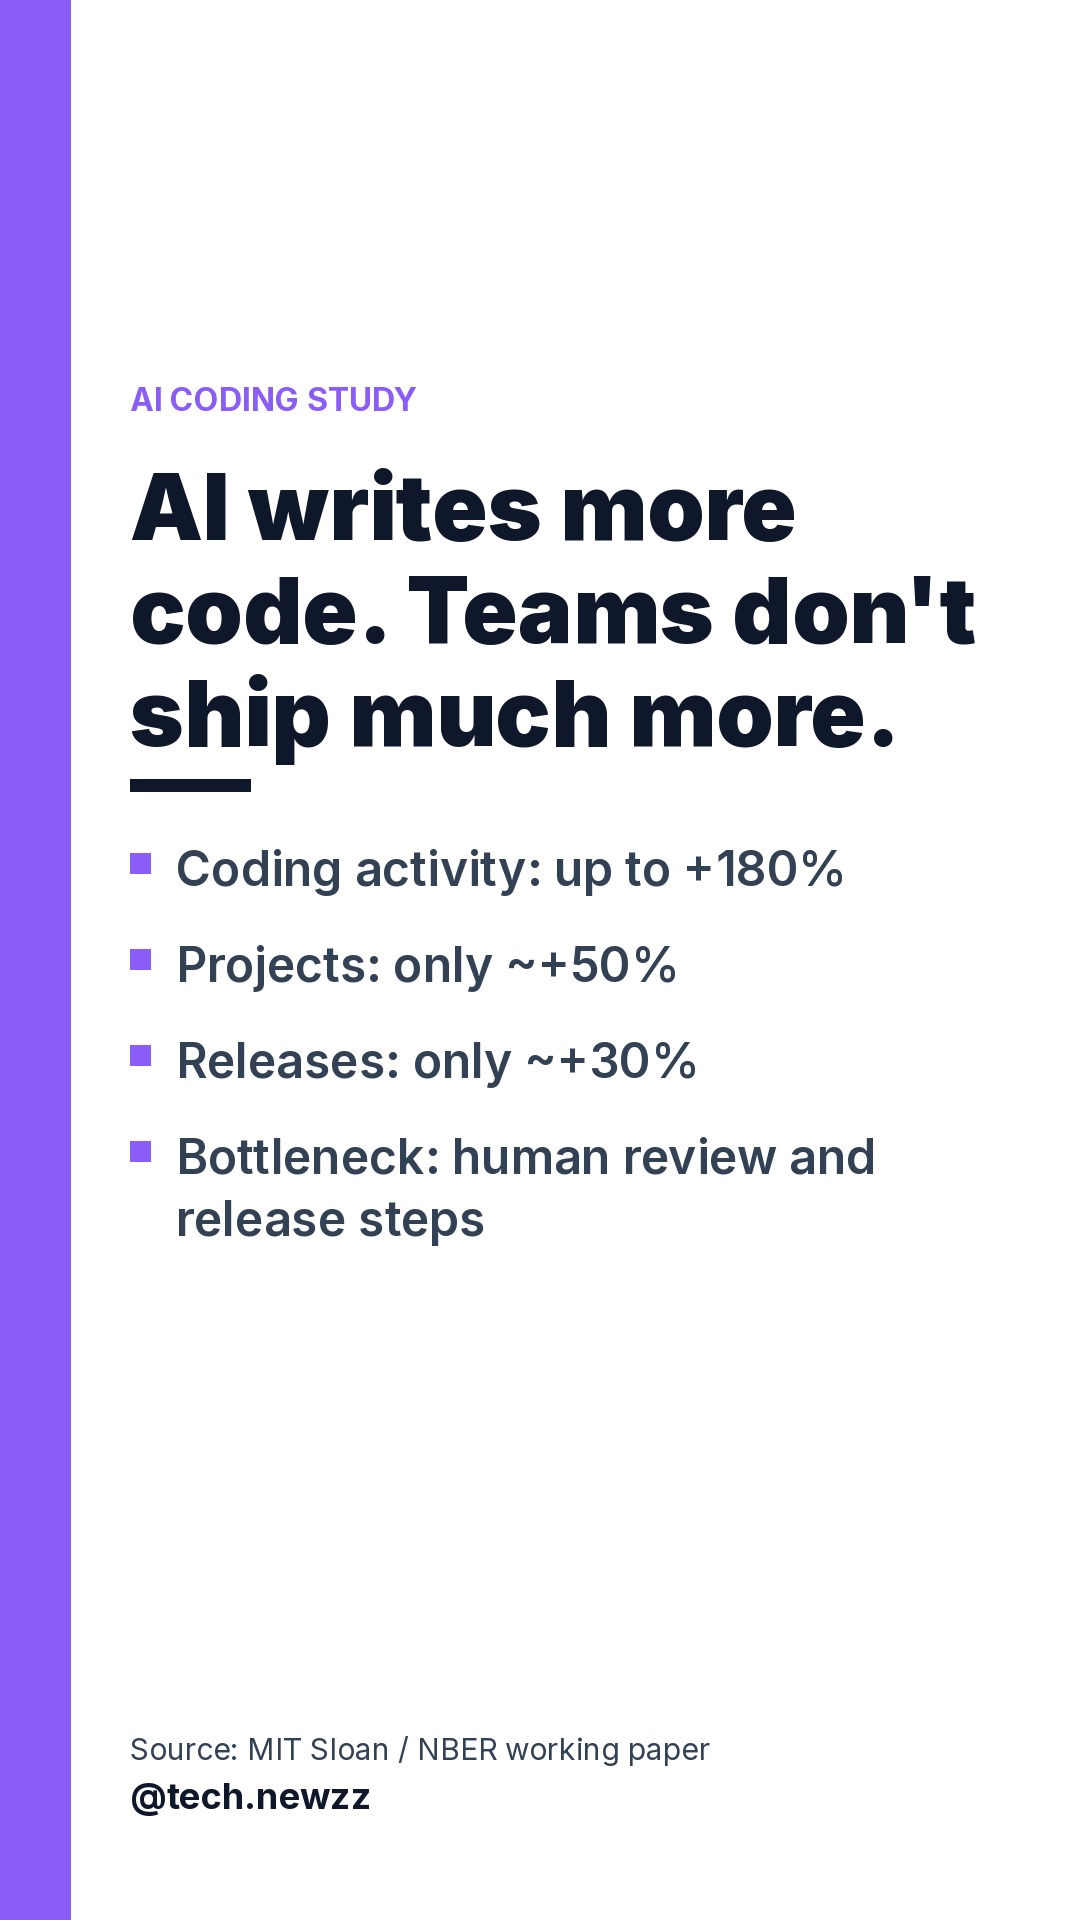 AI CODING STUDY
AI writes more
code. Teams don't
ship much more.
Coding activity: up to +180%
Projects: only ~+50%
Releases: only ~+30%
Bottleneck: human review and
release steps
Source: MIT Sloan / NBER working paper
@tech.newzz